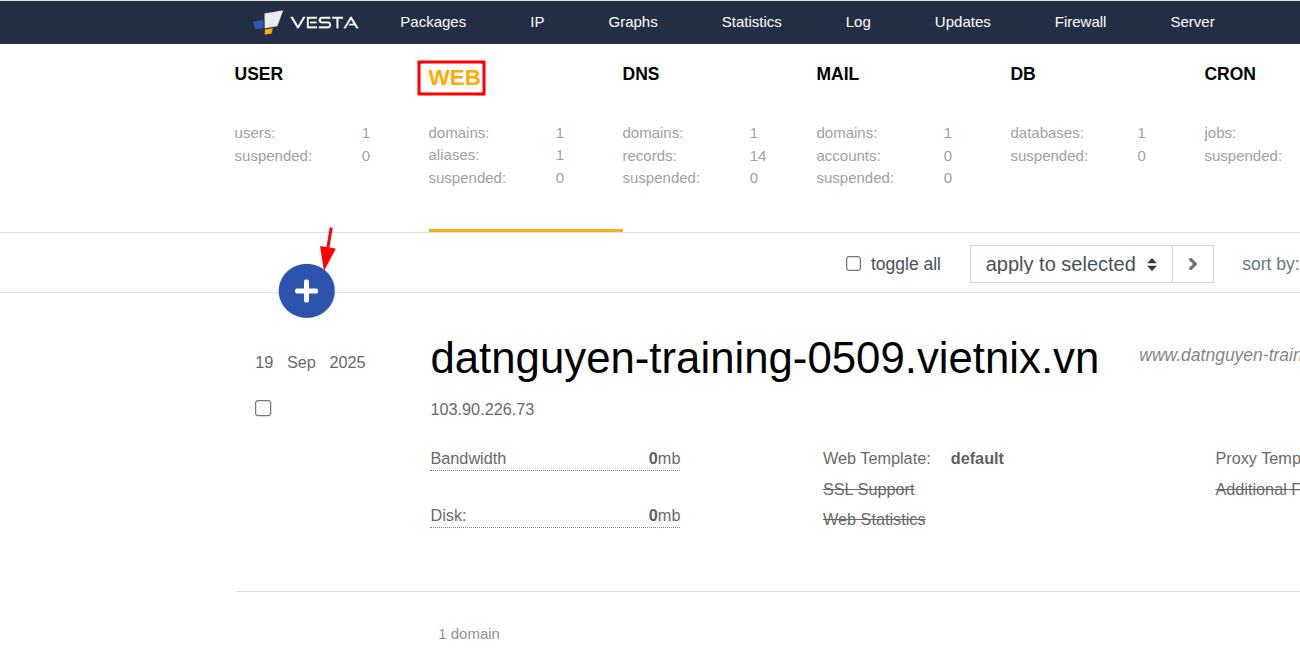 VESTA Packages IP Graphs Statistics Log Updates Firewall Server
USER WEB DNS MAIL DB CRON
users: 1 domains: 1 domains: 1 domains: 1 databases: 1 jobs:
suspended: 0 aliases: 1 records: 14 accounts: 0 suspended: 0 suspended:
suspended: 0 suspended: 0 suspended: 0
toggle all apply to selected sort by:
19 Sep 2025 datnguyen-training-0509.vietnix.vn www.datnguyen-train
103.90.226.73
Bandwidth 0mb Web Template: default Proxy Temp
SSL Support Additional F
Disk: 0mb Web Statistics
1 domain